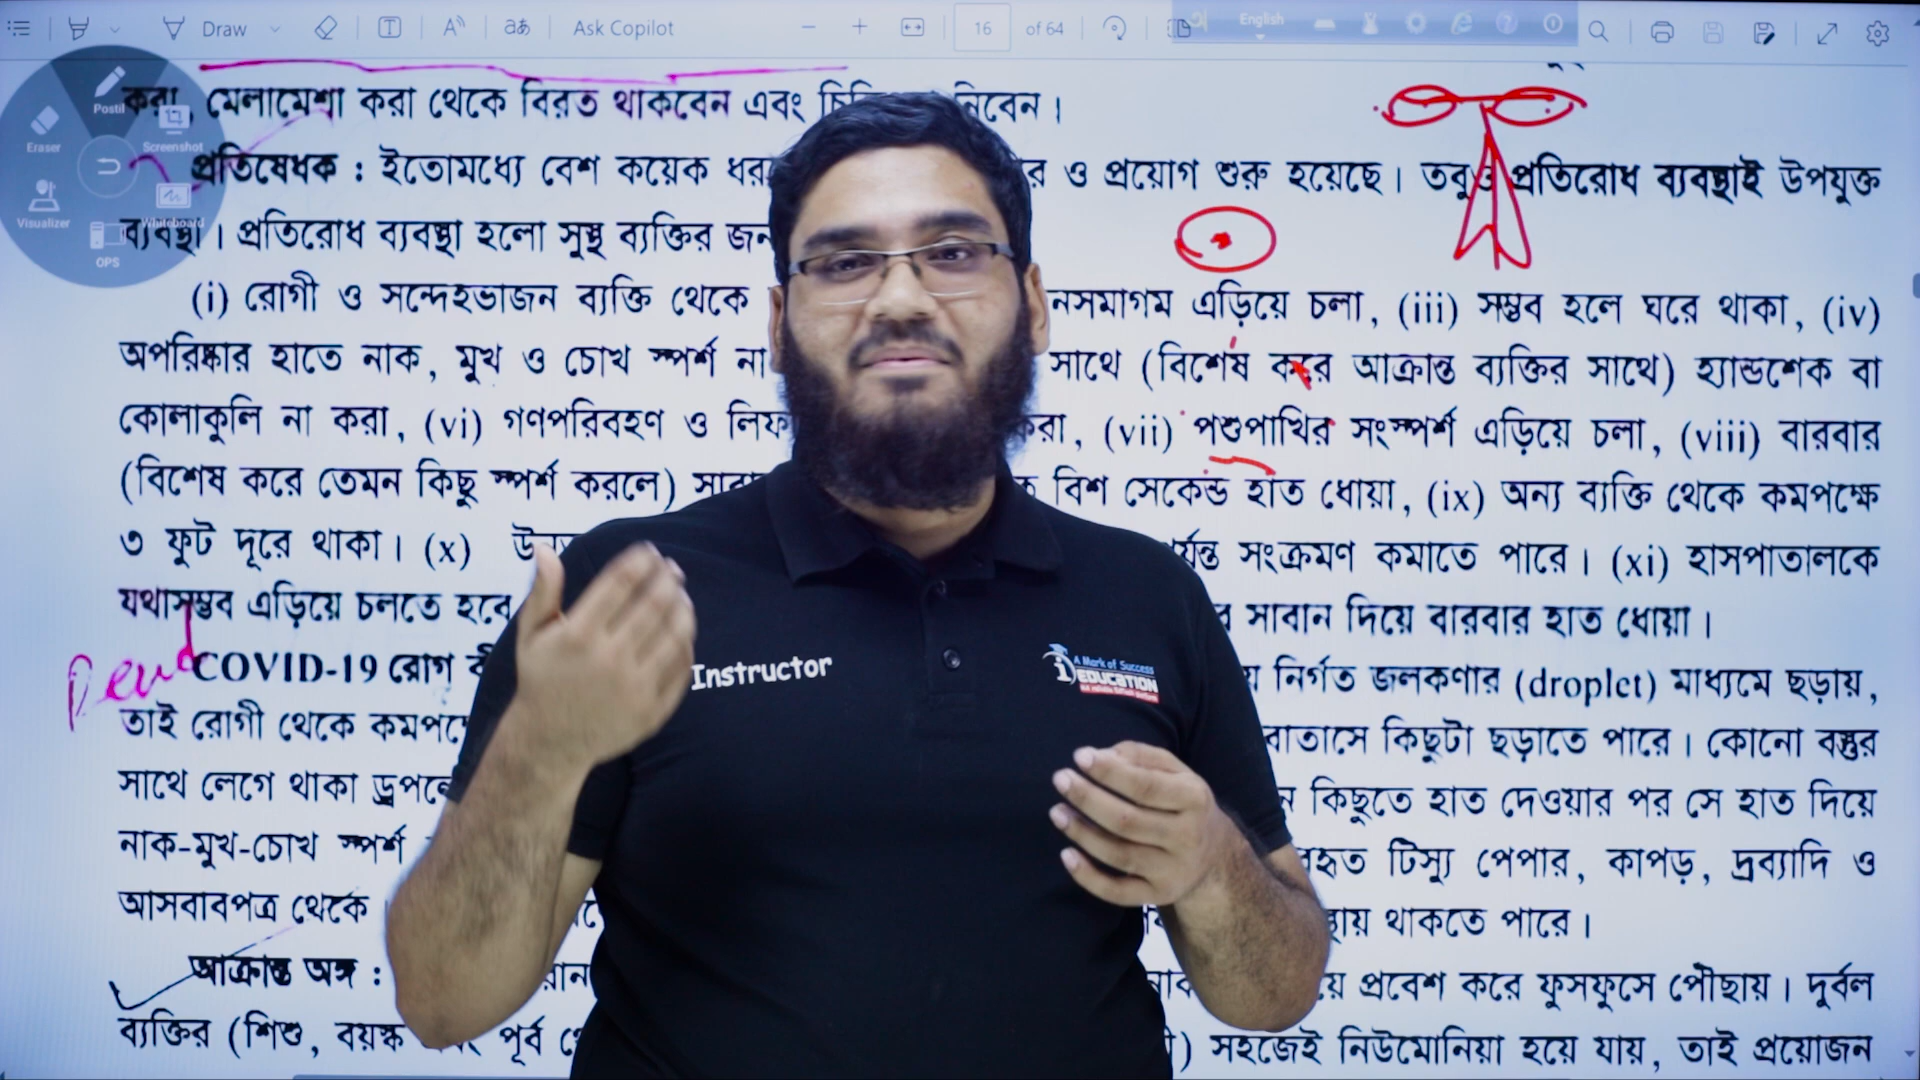 Draw
Ask Copilot
16 of 64
English
Postil
Eraser
Screenshot
Visualizer
Whiteboard
OPS
করা, মেলামেশা করা থেকে বিরত থাকবেন এবং নিবেন।
প্রতিষেধক : ইতোমধ্যে বেশ কয়েক ধর ও প্রয়োগ শুরু হয়েছে। তবুও প্রতিরোধ ব্যবস্থাই উপযুক্ত
ব্যবস্থা। প্রতিরোধ ব্যবস্থা হলো সুস্থ ব্যক্তির জন
(i) রোগী ও সন্দেহভাজন ব্যক্তি থেকে নসমাগম এড়িয়ে চলা, (iii) সম্ভব হলে ঘরে থাকা, (iv)
অপরিষ্কার হাতে নাক, মুখ ও চোখ স্পর্শ না সাথে (বিশেষ করে আক্রান্ত ব্যক্তির সাথে) হ্যান্ডশেক বা
কোলাকুলি না করা, (vi) গণপরিবহণ ও লিফ করা, (vii) পশুপাখির সংস্পর্শ এড়িয়ে চলা, (viii) বারবার
(বিশেষ করে তেমন কিছু স্পর্শ করলে) সাবা ক বিশ সেকেন্ড হাত ধোয়া, (ix) অন্য ব্যক্তি থেকে কমপক্ষে
৩ ফুট দূরে থাকা। (x) পর্যন্ত সংক্রমণ কমাতে পারে। (xi) হাসপাতালকে
যথাসম্ভব এড়িয়ে চলতে হবে র সাবান দিয়ে বারবার হাত ধোয়া।
COVID-19 রোগ নির্গত জলকণার (droplet) মাধ্যমে ছড়ায়,
তাই রোগী থেকে কমপক্ষে বাতাসে কিছুটা ছড়াতে পারে। কোনো বস্তুর
সাথে লেগে থাকা ড্রপলে ন কিছুতে হাত দেওয়ার পর সে হাত দিয়ে
নাক-মুখ-চোখ স্পর্শ বহৃত টিস্যু পেপার, কাপড়, দ্রব্যাদি ও
আসবাবপত্র থেকে থাকতে পারে।
আক্রান্ত অঙ্গ : নাক য়ে প্রবেশ করে ফুসফুসে পৌঁছায়। দুর্বল
ব্যক্তির (শিশু, বয়স্ক এবং পূর্ব সহজেই নিউমোনিয়া হয়ে যায়, তাই প্রয়োজন
Instructor
A Mark of Success
EDUCATION